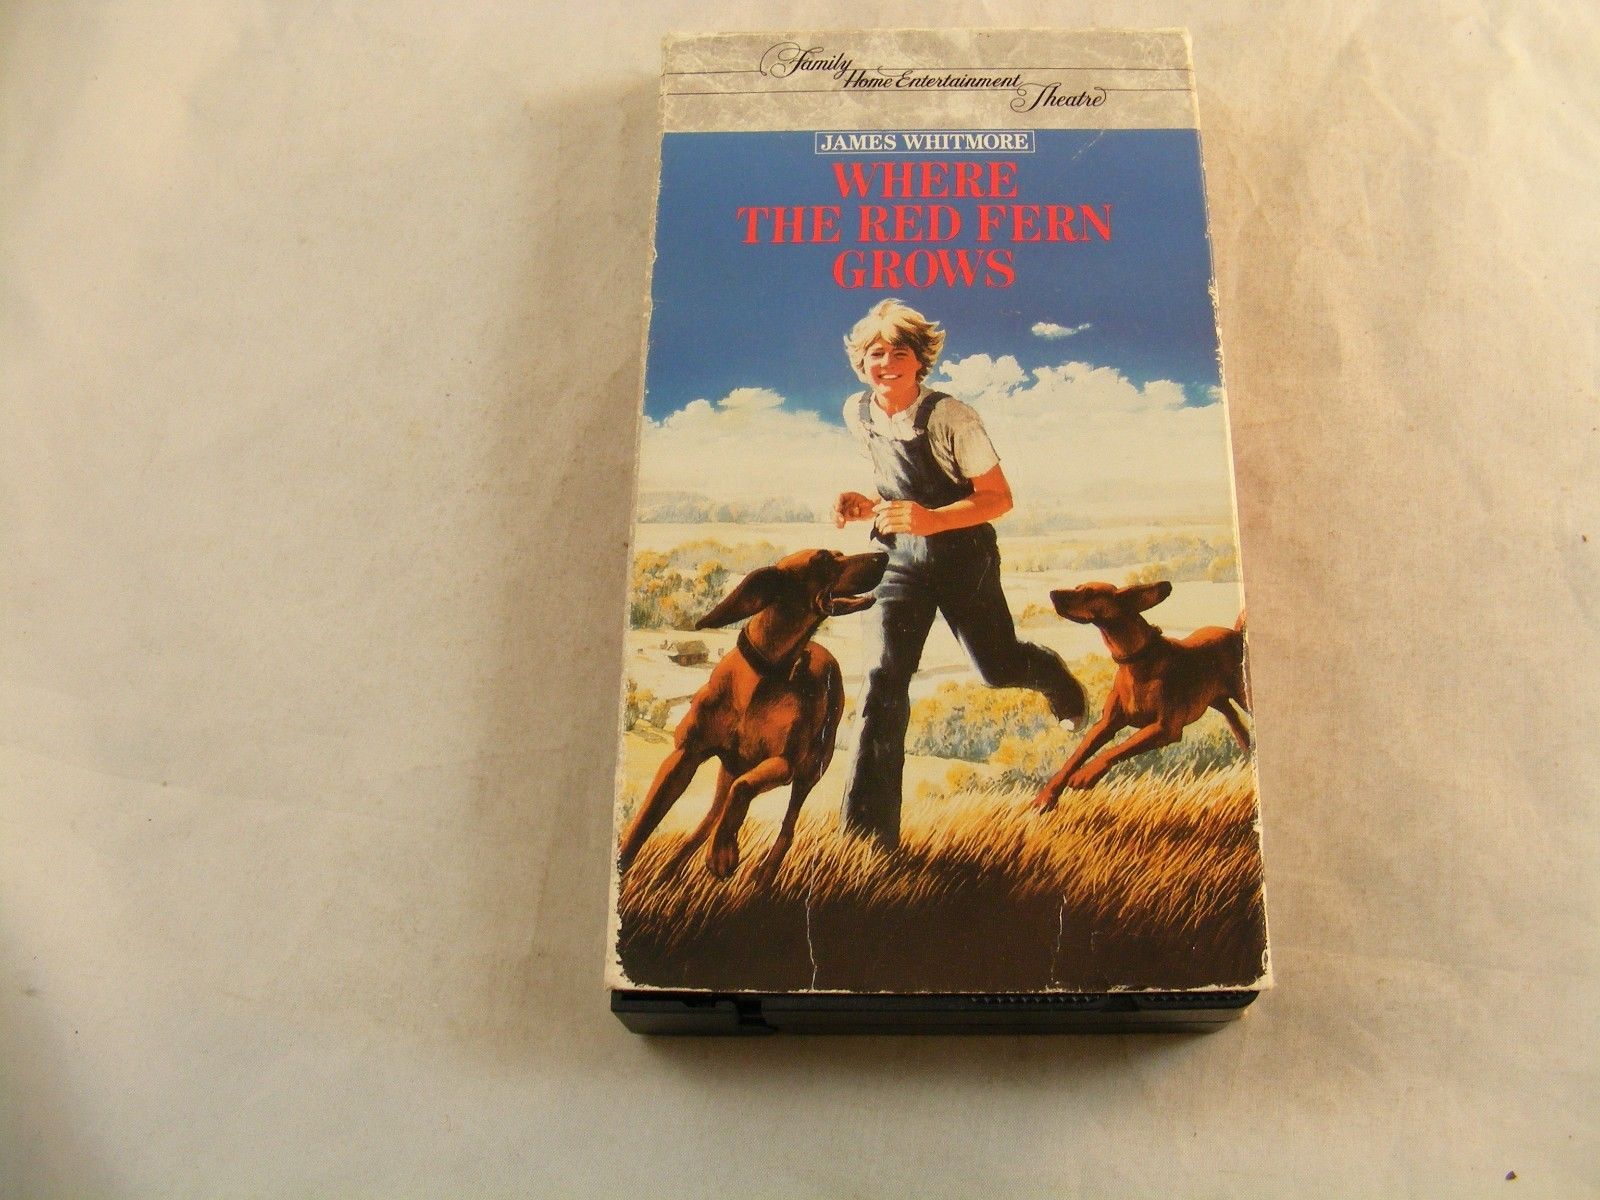 Family
Home Entertainment
Theatre
JAMES WHITMORE
WHERE
THE RED FERN
GROWS